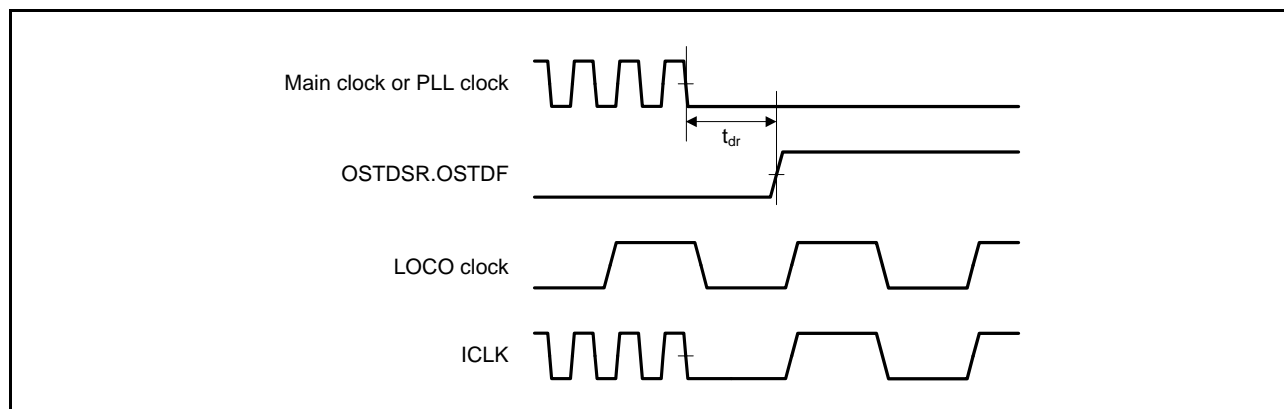 Main clock or PLL clock
tdr
OSTDSR.OSTDF
LOCO clock
ICLK